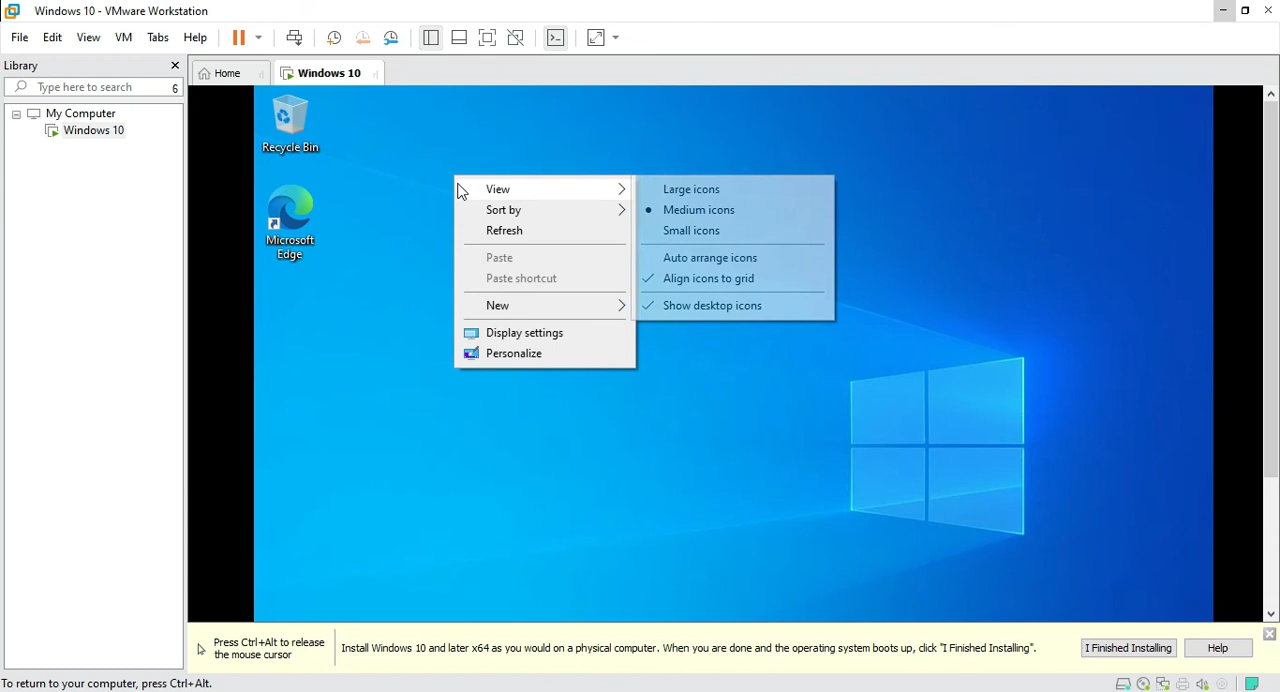 Windows 10 - VMware Workstation
File Edit View VM Tabs Help
Library
Type here to search 6
My Computer
Windows 10
Home Windows 10
Recycle Bin
Microsoft
Edge
View
Sort by
Refresh
Paste
Paste shortcut
New
Display settings
Personalize
Large icons
Medium icons
Small icons
Auto arrange icons
Align icons to grid
Show desktop icons
Press Ctrl+Alt to release
the mouse cursor
Install Windows 10 and later x64 as you would on a physical computer. When you are done and the operating system boots up, click "I Finished Installing".
I Finished Installing Help
To return to your computer, press Ctrl+Alt.